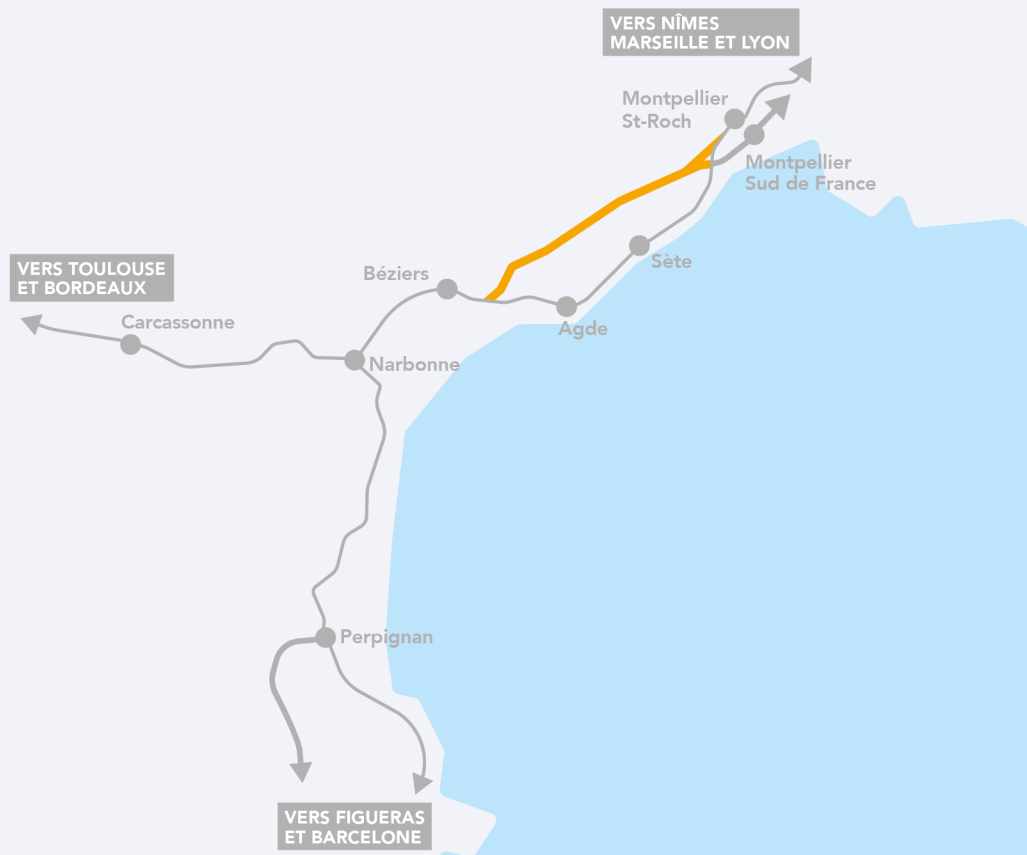 VERS NÎMES
MARSEILLE ET LYON
Montpellier
St-Roch
Montpellier
Sud de France
Sète
VERS TOULOUSE
ET BORDEAUX
Béziers
Agde
Carcassonne
Narbonne
Perpignan
VERS FIGUERAS
ET BARCELONE